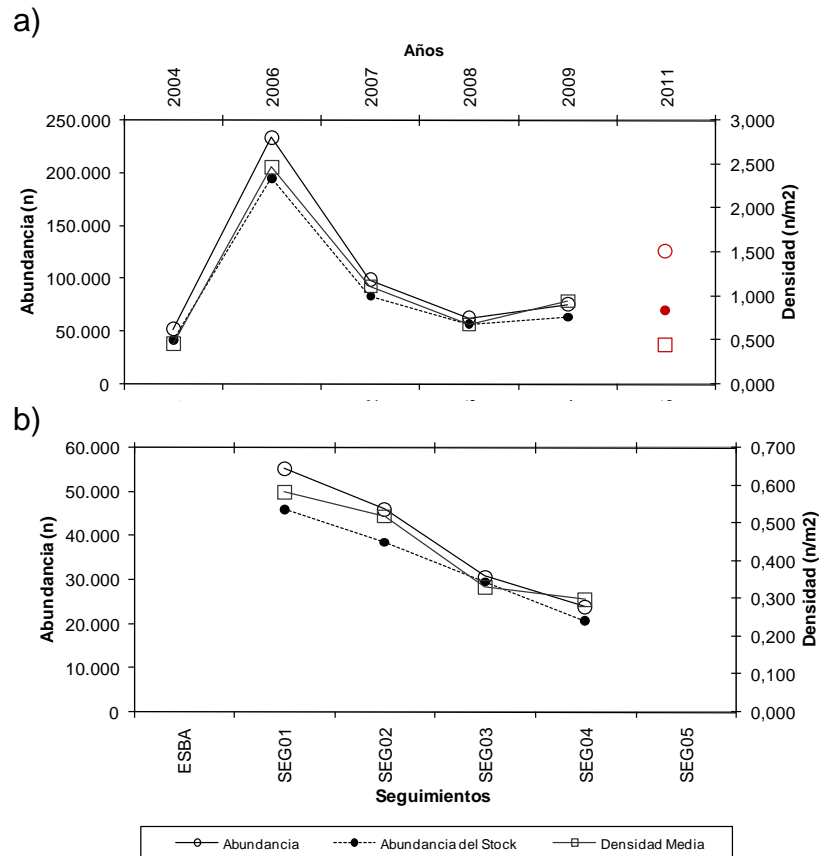 a)
Años
2004 2006 2007 2008 2009 2011
250.000
200.000
150.000
100.000
50.000
0
Abundancia (n)
3,000
2,500
2,000
1,500
1,000
0,500
0,000
Densidad (n/m2)
b)
60.000
50.000
40.000
30.000
20.000
10.000
0
Abundancia (n)
0,700
0,600
0,500
0,400
0,300
0,200
0,100
0,000
Densidad (n/m2)
ESBA SEG01 SEG02 SEG03 SEG04 SEG05
Seguimientos
Abundancia Abundancia del Stock Densidad Media